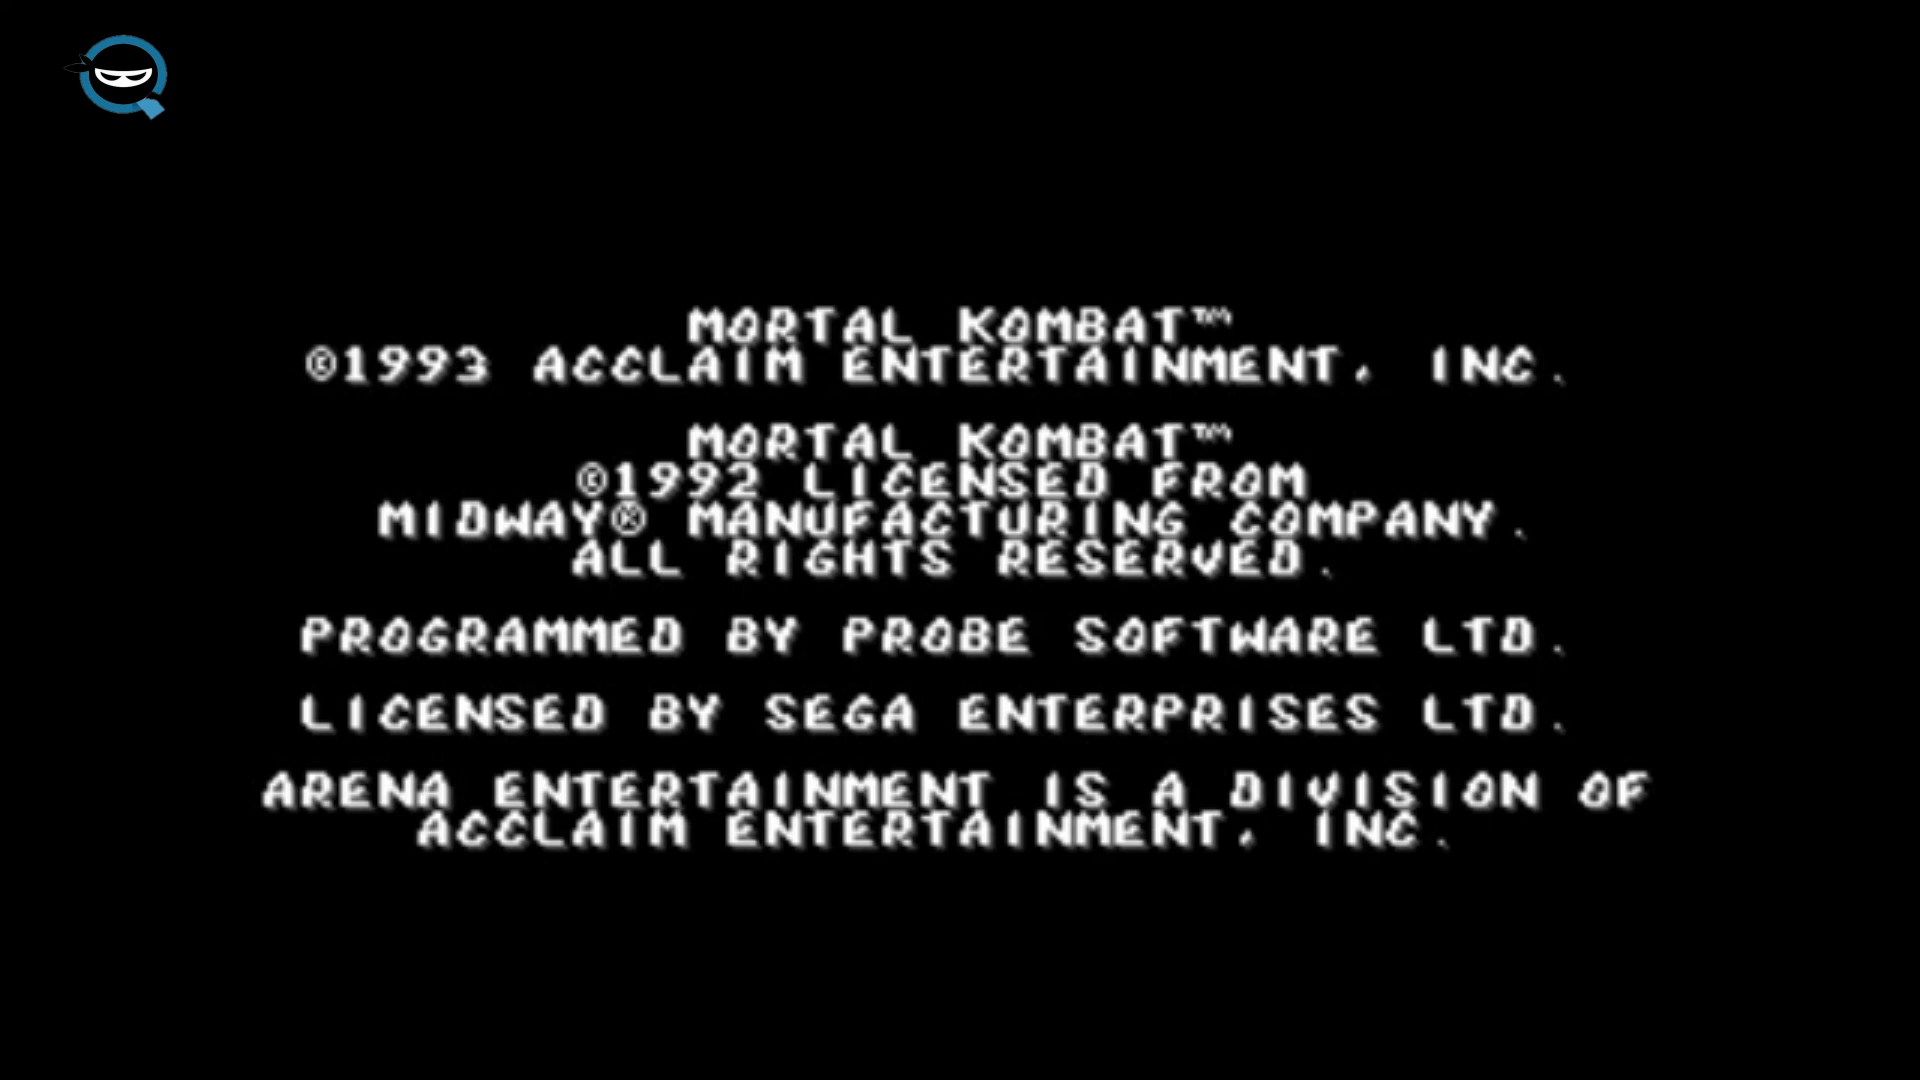 MORTAL KOMBAT™
©1993 ACCLAIM ENTERTAINMENT, INC.
MORTAL KOMBAT™
©1992 LICENSED FROM
MIDWAY® MANUFACTURING COMPANY.
ALL RIGHTS RESERVED.
PROGRAMMED BY PROBE SOFTWARE LTD.
LICENSED BY SEGA ENTERPRISES LTD.
ARENA ENTERTAINMENT IS A DIVISION OF
ACCLAIM ENTERTAINMENT, INC.